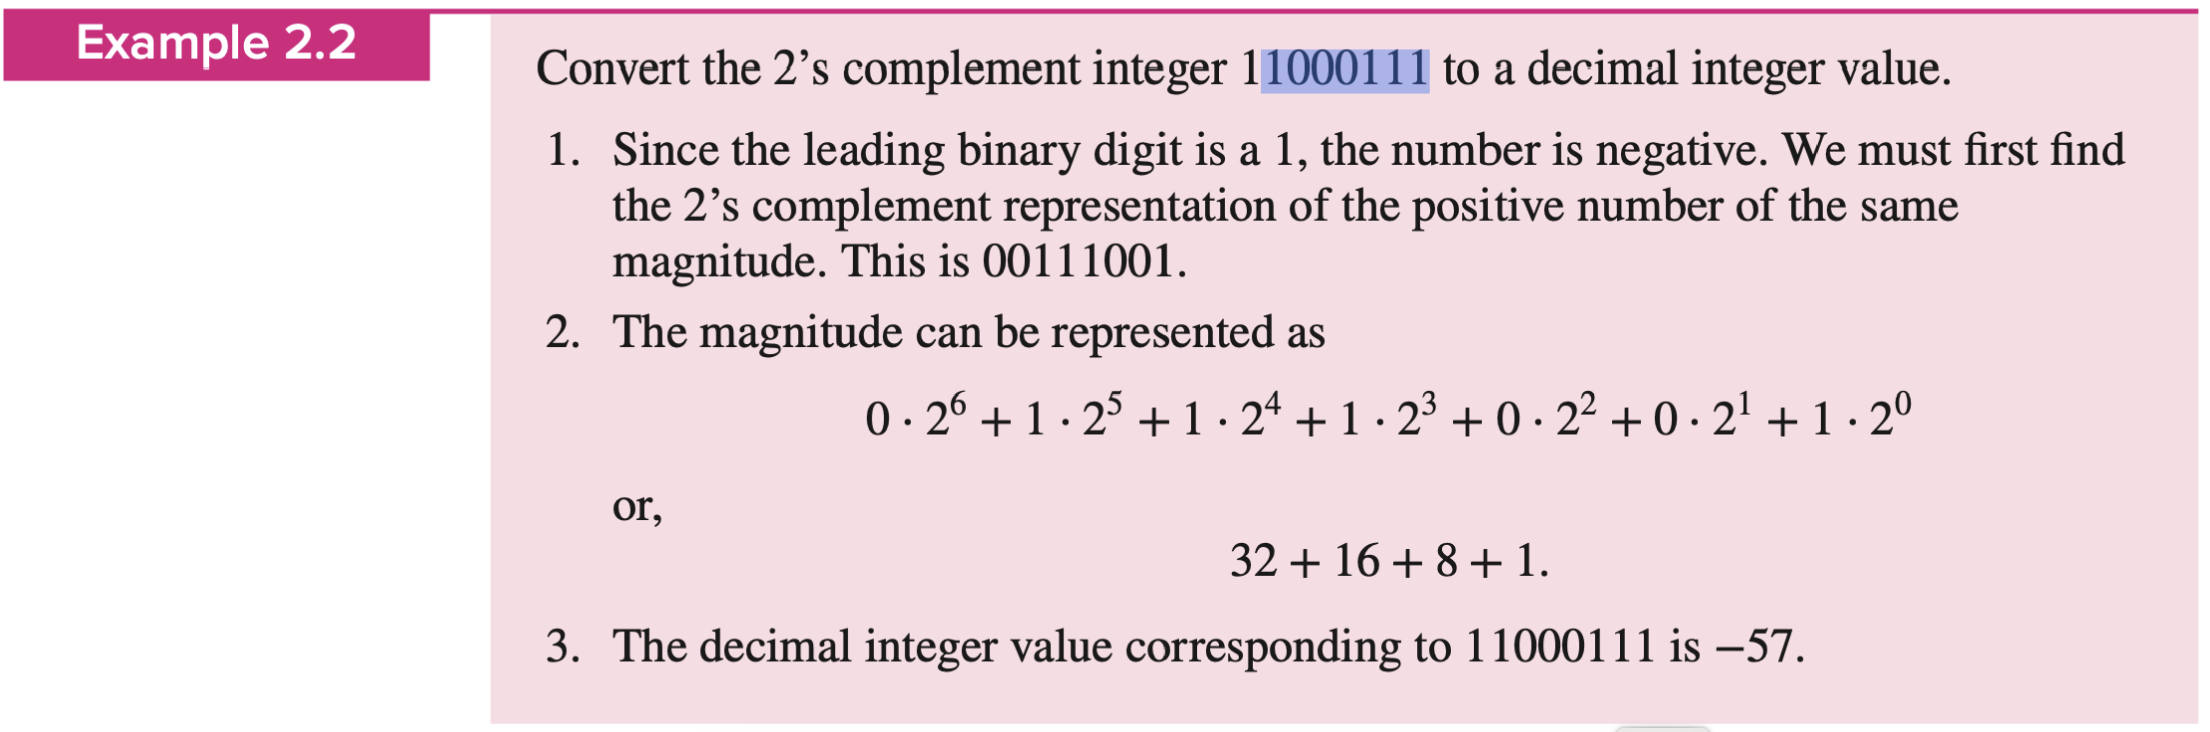 Example 2.2
Convert the 2’s complement integer 11000111 to a decimal integer value.
1. Since the leading binary digit is a 1, the number is negative. We must first find
the 2’s complement representation of the positive number of the same
magnitude. This is 00111001.
2. The magnitude can be represented as
0 · 2⁶ + 1 · 2⁵ + 1 · 2⁴ + 1 · 2³ + 0 · 2² + 0 · 2¹ + 1 · 2⁰
or,
32 + 16 + 8 + 1.
3. The decimal integer value corresponding to 11000111 is −57.